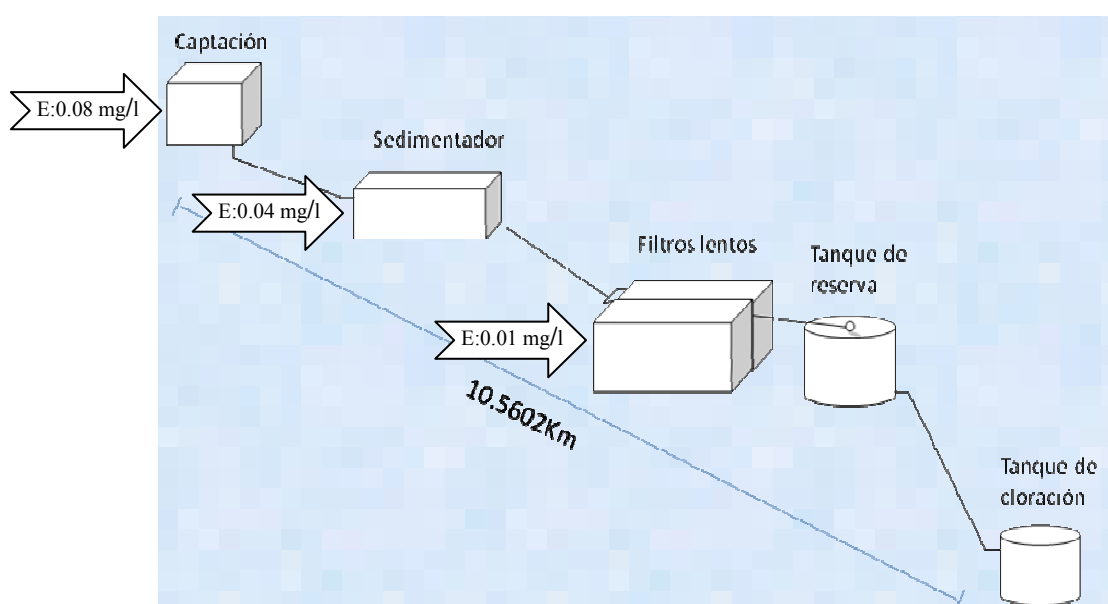 Captación
E:0.08 mg/l
Sedimentador
E:0.04 mg/l
Filtros lentos
Tanque de
reserva
E:0.01 mg/l
10.5602Km
Tanque de
cloración